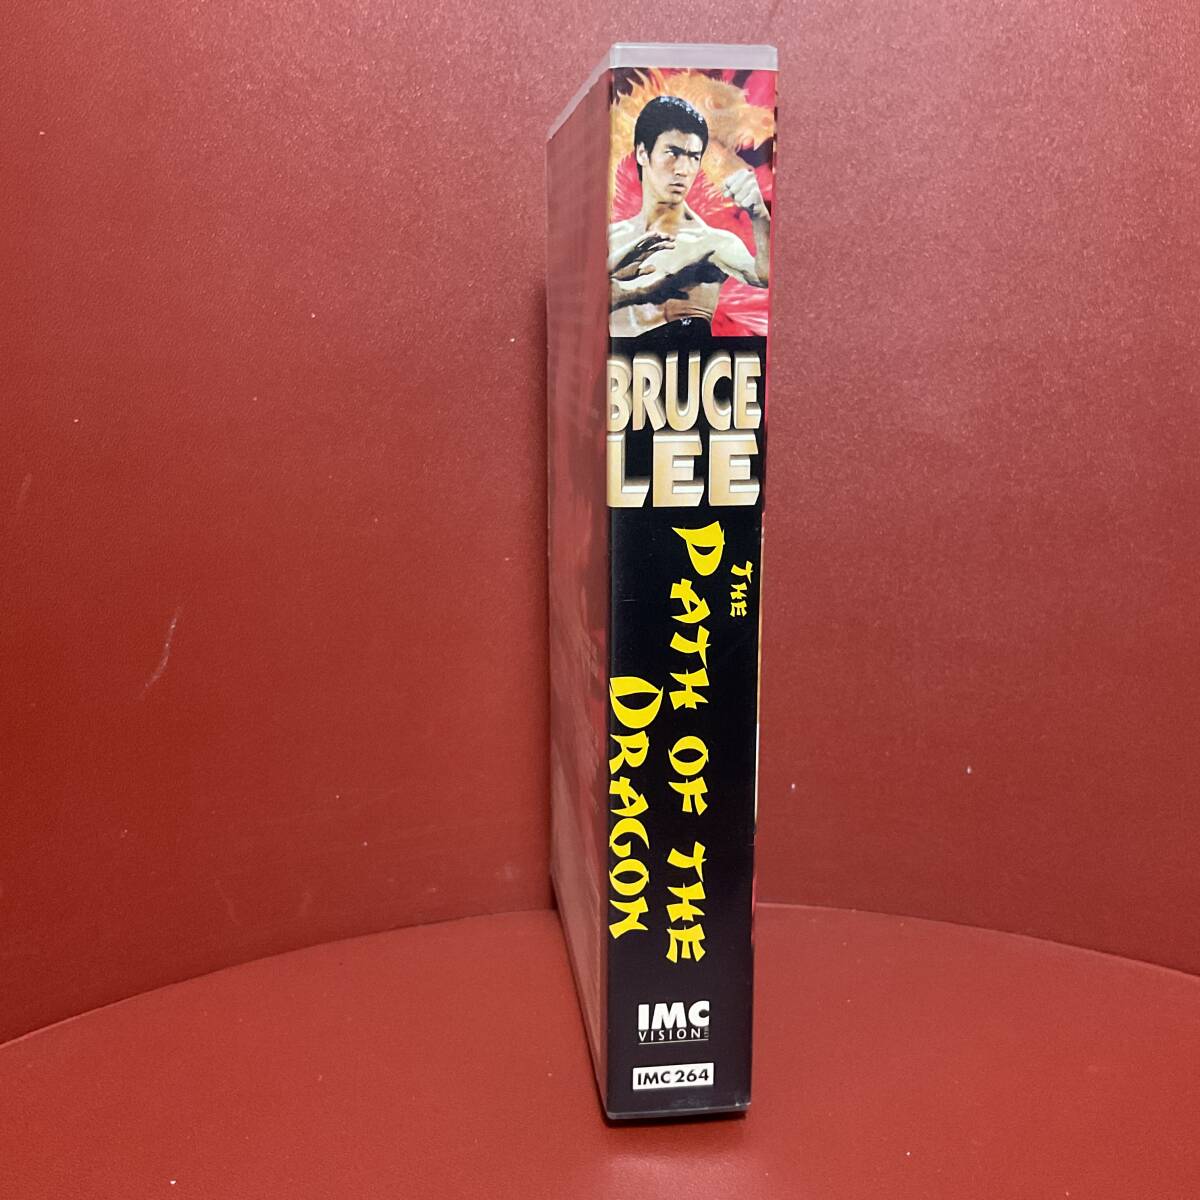 BRUCE
LEE
THE
PATH OF THE
DRAGON
IMC
VISION
IMC 264